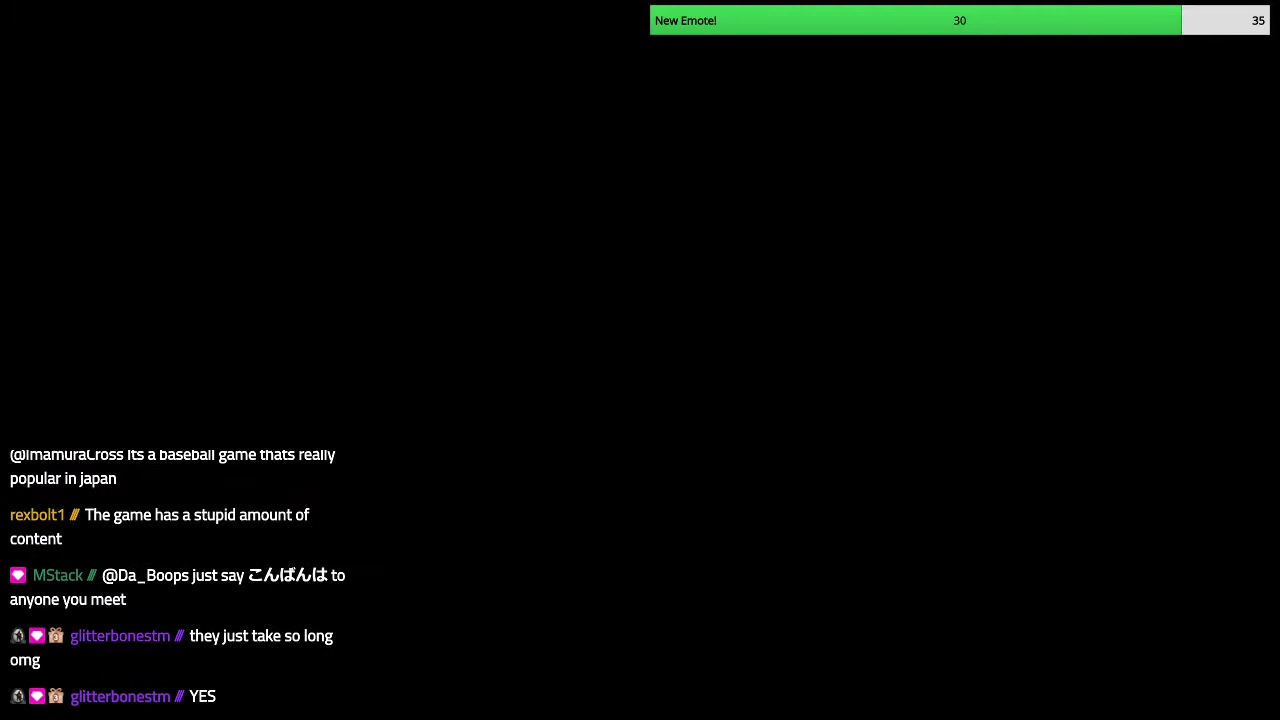 New Emote! 30 35
@ImamuraCross its a baseball game thats really
popular in japan
rexbolt1 /// The game has a stupid amount of
content
MStack /// @Da_Boops just say こんばんは to
anyone you meet
glitterbonestm /// they just take so long
omg
glitterbonestm /// YES